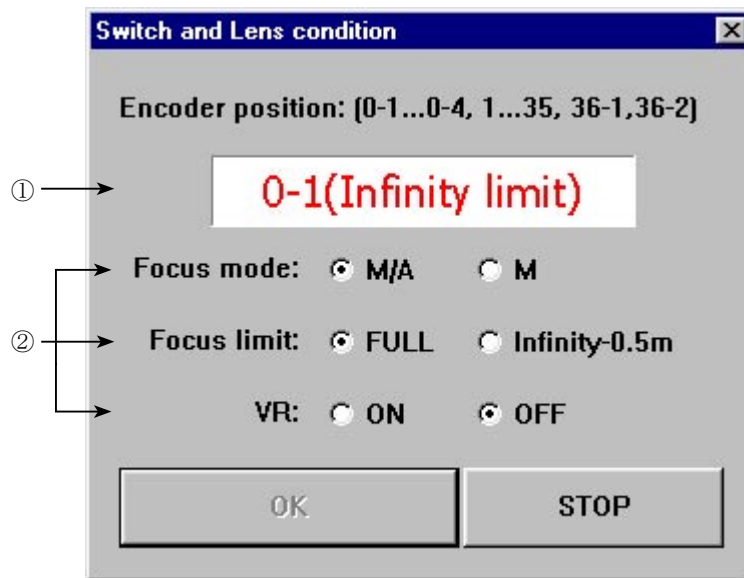 Switch and Lens condition
Encoder position: (0-1...0-4, 1...35, 36-1,36-2)
① 0-1(Infinity limit)
Focus mode: M/A M
② Focus limit: FULL Infinity-0.5m
VR: ON OFF
OK STOP